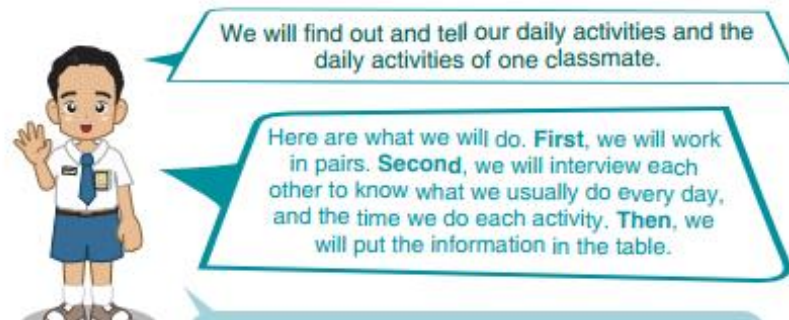 We will find out and tell our daily activities and the
daily activities of one classmate.
Here are what we will do. First, we will work
in pairs. Second, we will interview each
other to know what we usually do every day,
and the time we do each activity. Then, we
will put the information in the table.